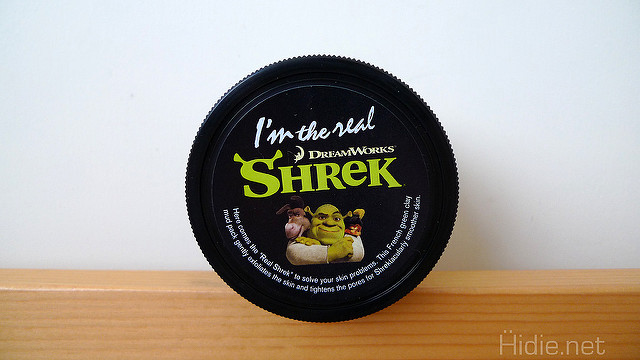 I'm the real
DREAMWORKS
SHREK
Here comes the "Real Shrek" to solve your skin problems. This French green clay
mud pack gently exfoliates the skin and tightens the pores for Shrektacularly smoother skin.
Hidie.net